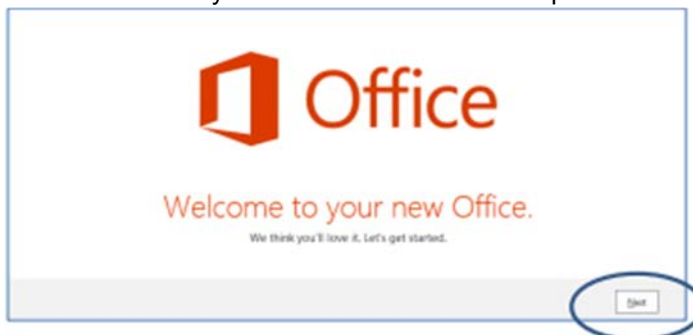 Office
Welcome to your new Office.
We think you'll love it. Let's get started.
Next